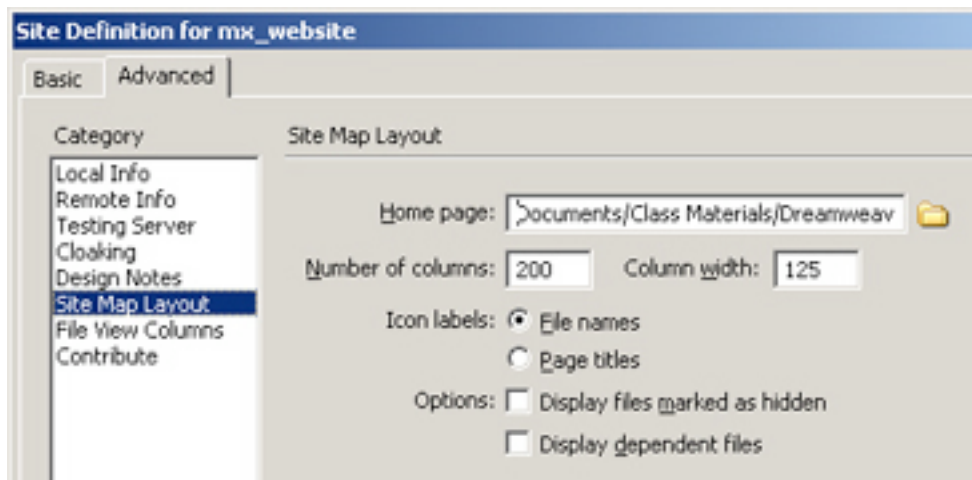 Site Definition for mx_website
Basic
Advanced
Category
Local Info
Remote Info
Testing Server
Cloaking
Design Notes
Site Map Layout
File View Columns
Contribute
Site Map Layout
Home page: Documents/Class Materials/Dreamweav
Number of columns: 200 Column width: 125
Icon labels: File names
Page titles
Options: Display files marked as hidden
Display dependent files